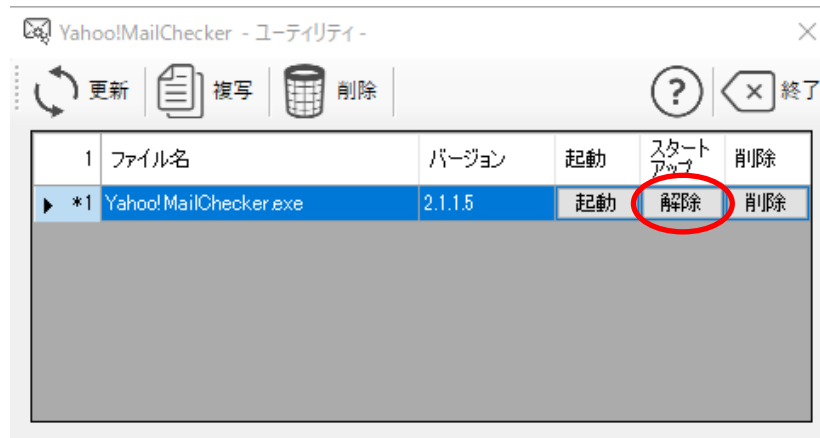 Yahoo!MailChecker - ユーティリティ -
更新 複写 削除 ? 終了
1 ファイル名 バージョン 起動 スタートアップ 削除
*1 Yahoo!MailChecker.exe 2.1.1.5 起動 解除 削除